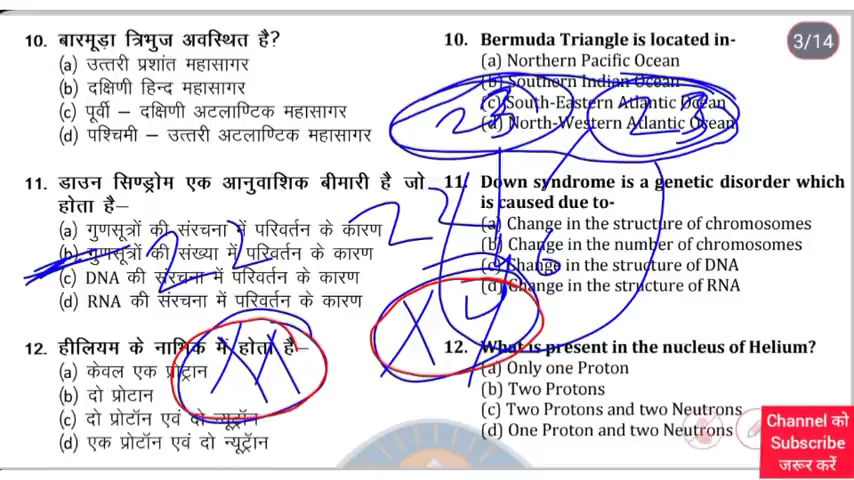 10. बारमूड़ा त्रिभुज अवस्थित है?
(a) उत्तरी प्रशांत महासागर
(b) दक्षिणी हिन्द महासागर
(c) पूर्वी – दक्षिणी अटलाण्टिक महासागर
(d) पश्चिमी – उत्तरी अटलाण्टिक महासागर
11. डाउन सिण्ड्रोम एक आनुवाशिक बीमारी है जो
होता है–
(a) गुणसूत्रों की संरचना में परिवर्तन के कारण
(b) गुणसूत्रों की संख्या में परिवर्तन के कारण
(c) DNA की संरचना में परिवर्तन के कारण
(d) RNA की संरचना में परिवर्तन के कारण
12. हीलियम के नाभिक में होता है–
(a) केवल एक प्रोट्रान
(b) दो प्रोटान
(c) दो प्रोटॉन एवं दो न्यूट्रॉन
(d) एक प्रोटॉन एवं दो न्यूट्रॉन
10. Bermuda Triangle is located in-
(a) Northern Pacific Ocean
(b) Southern Indian Ocean
(c) South-Eastern Atlantic Ocean
(d) North-Western Atlantic Ocean
11. Down syndrome is a genetic disorder which
is caused due to-
(a) Change in the structure of chromosomes
(b) Change in the number of chromosomes
(c) Change in the structure of DNA
(d) Change in the structure of RNA
12. What is present in the nucleus of Helium?
(a) Only one Proton
(b) Two Protons
(c) Two Protons and two Neutrons
(d) One Proton and two Neutrons
3/14
23
23
22
46
XX
XY
Channel को
Subscribe
जरूर करें